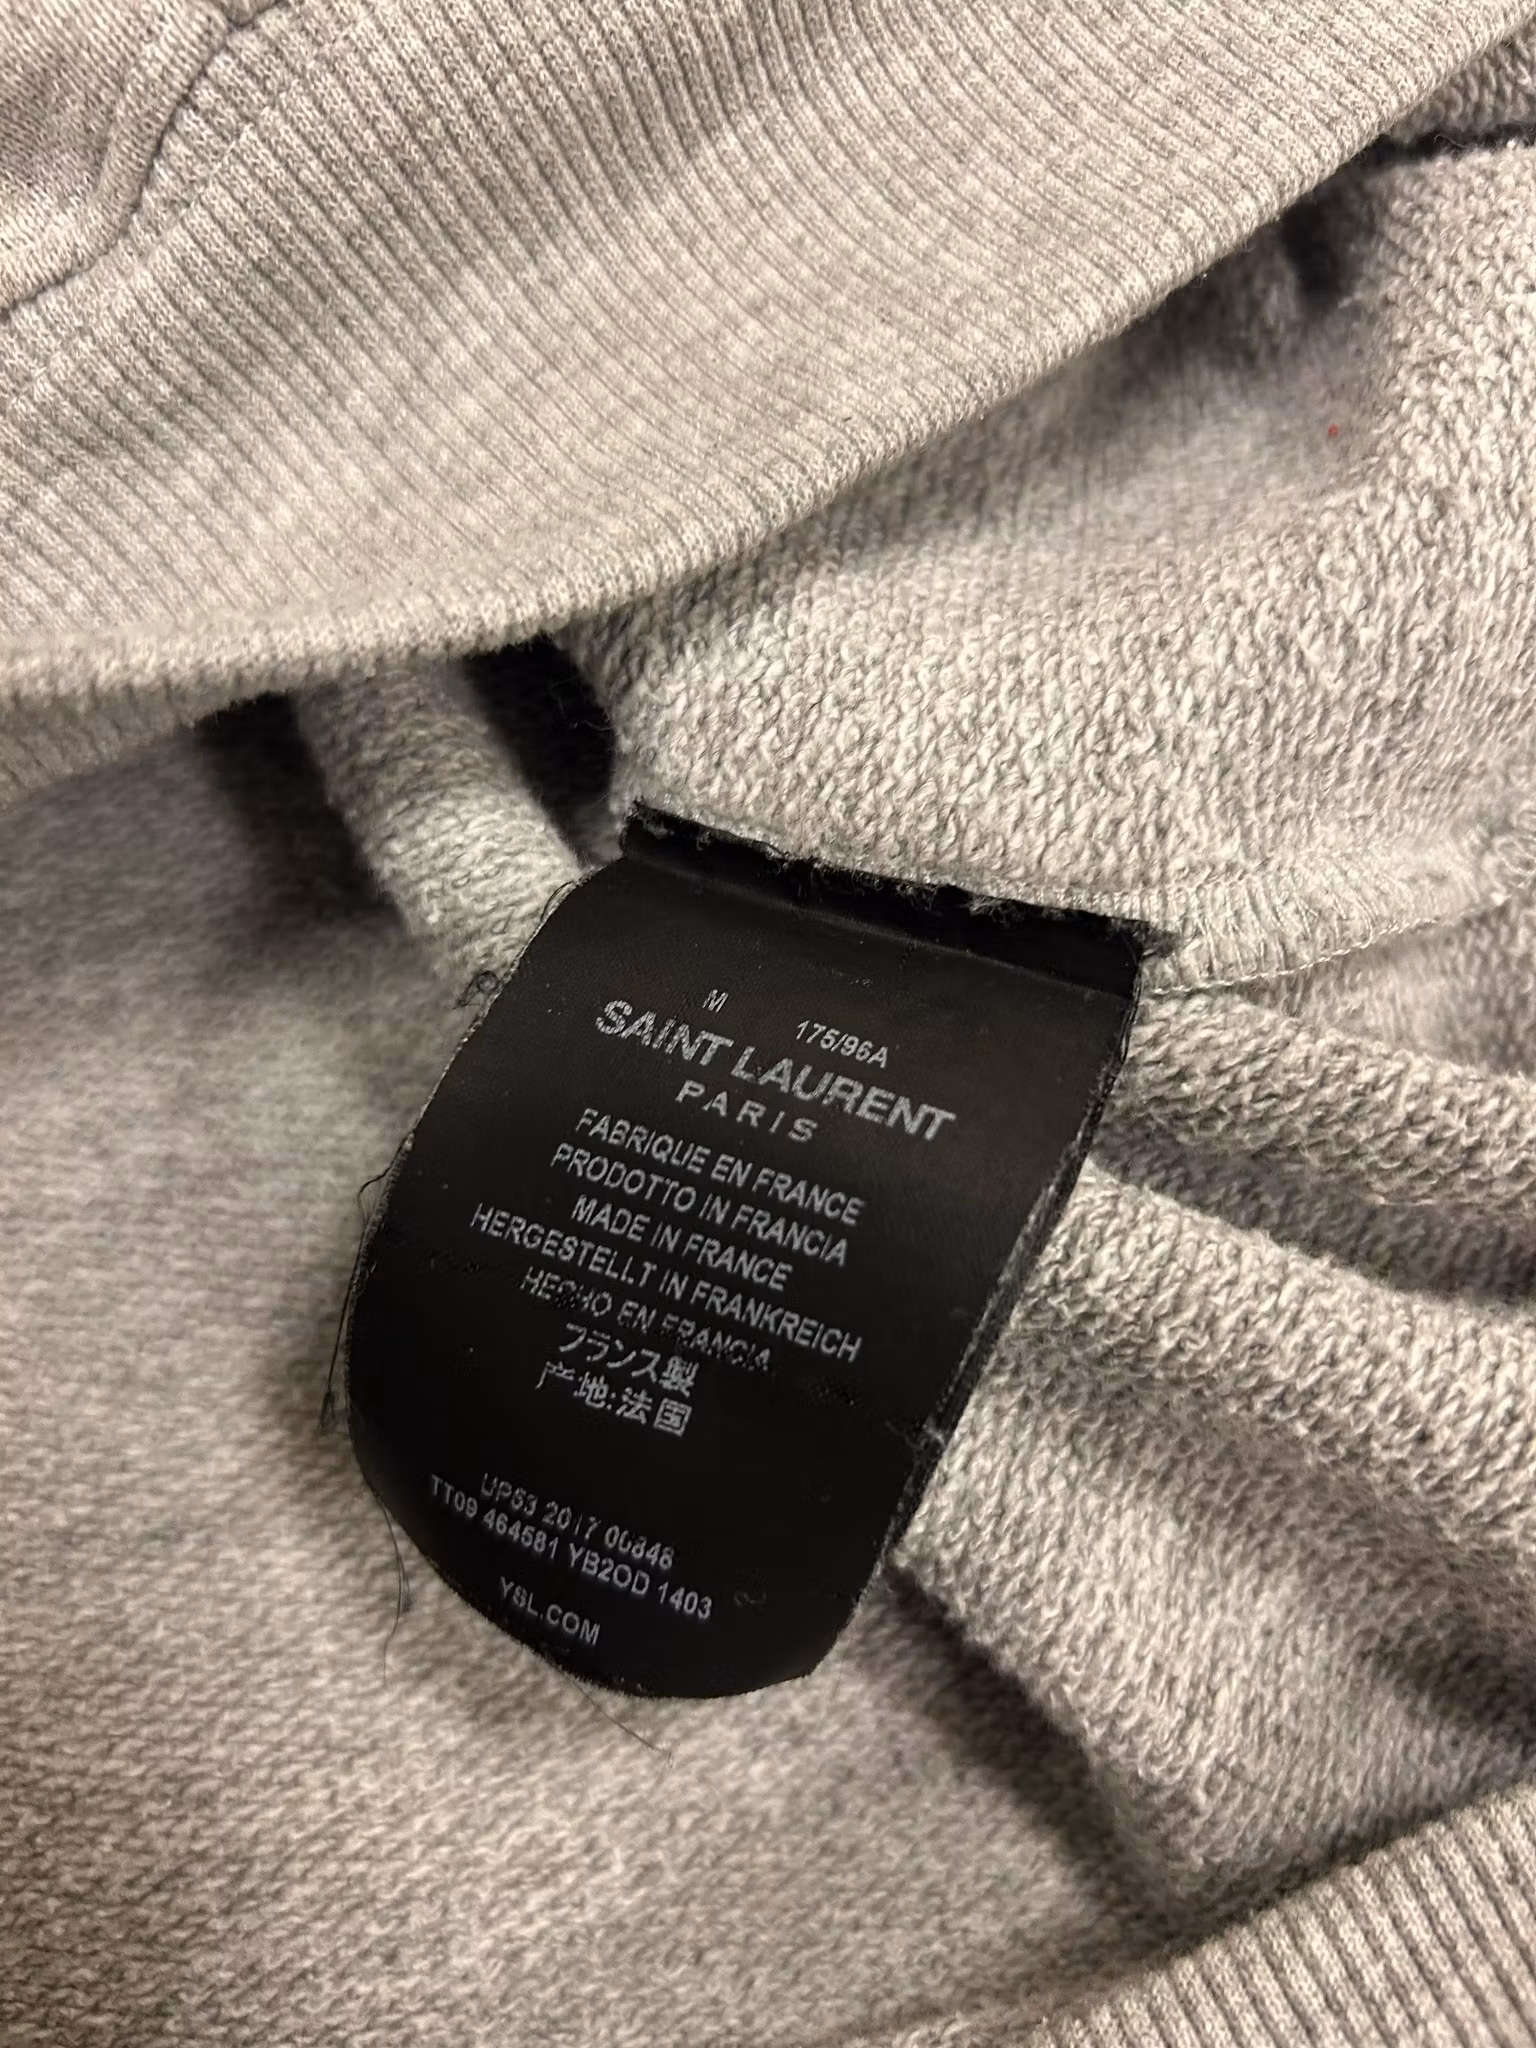 M 175/96A
SAINT LAURENT
PARIS
FABRIQUE EN FRANCE
PRODOTTO IN FRANCIA
MADE IN FRANCE
HERGESTELLT IN FRANKREICH
HECHO EN FRANCIA
フランス製
产地:法国
UP53 2017 00848
TT09 464581 YB2OD 1403
YSL.COM